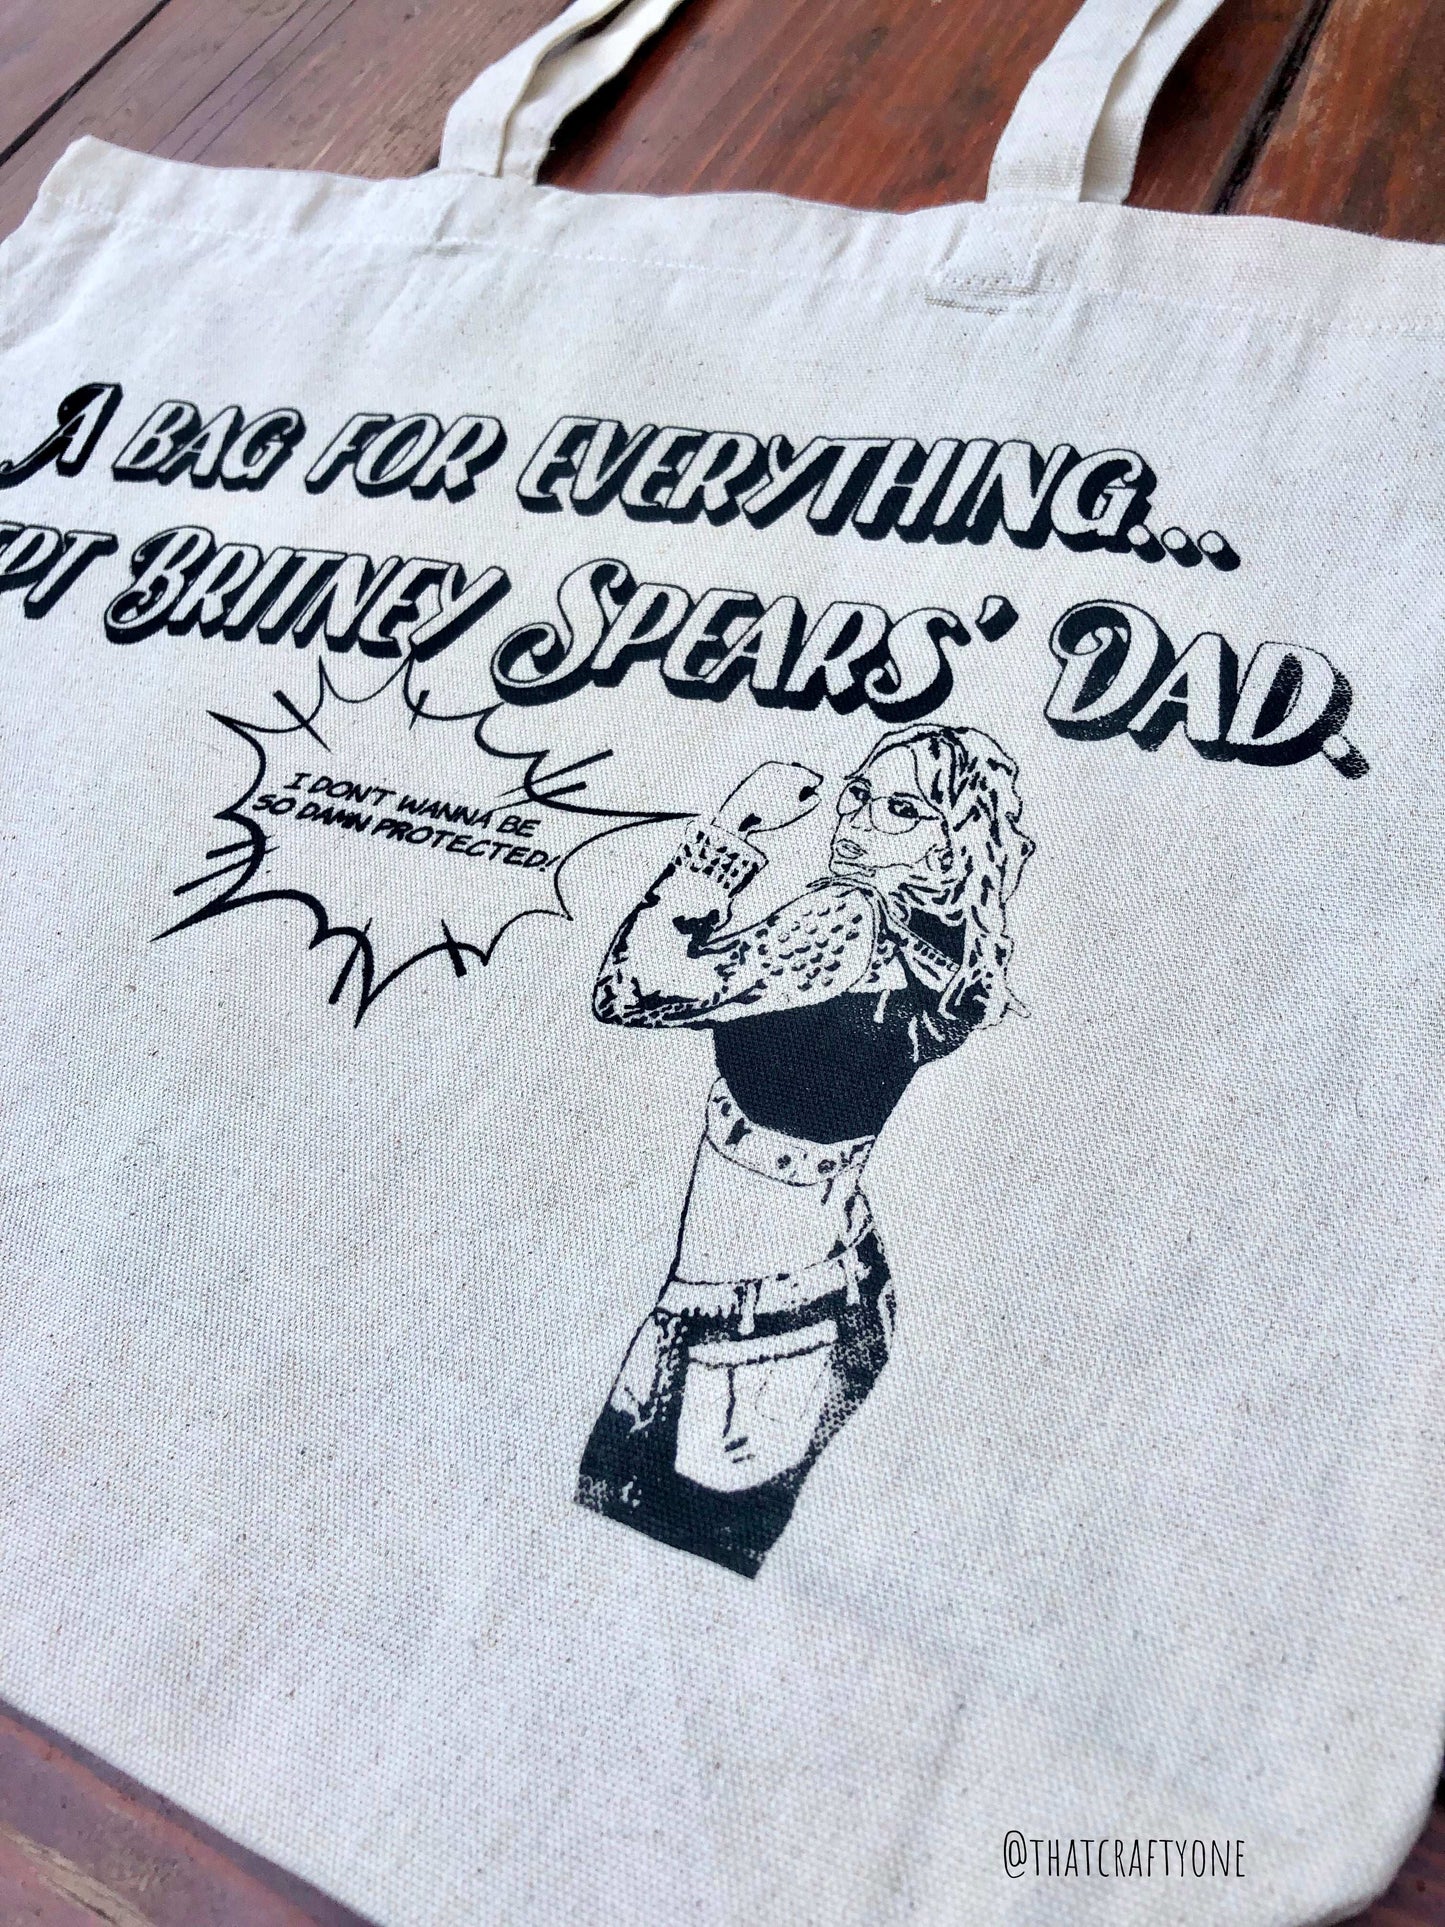 A BAG FOR EVERYTHING...
BRITNEY SPEARS' DAD.
I DON'T WANNA BE
SO DAMN PROTECTED!
@THATCRAFTYONE